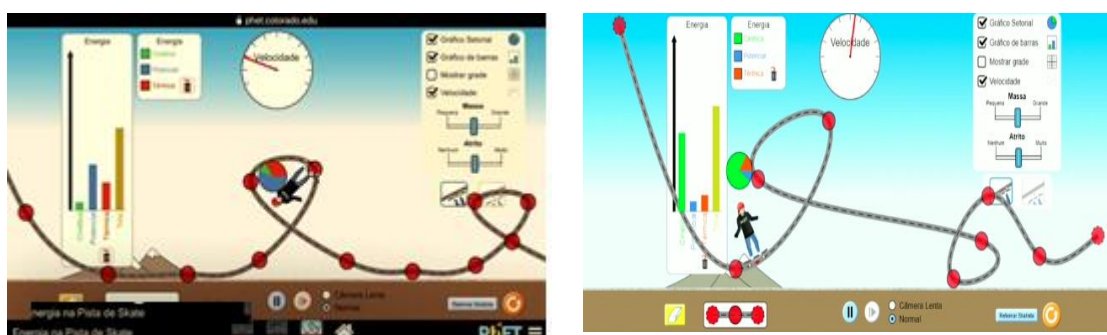 phet.colorado.edu
Energia
Energia
Cinética
Potencial
Térmica
Velocidade
Gráfico Setorial
Gráfico de barras
Mostrar grade
Velocidade
Massa
Pequena Grande
Atrito
Nenhum Muito
Câmera Lenta
Normal
nergia na Pista de Skate
Energia na Pista de Skate
PhET
Energia
Energia
Cinética
Potencial
Térmica
Velocidade
Gráfico Setorial
Gráfico de barras
Mostrar grade
Velocidade
Massa
Pequena Grande
Atrito
Nenhum Muito
Câmera Lenta
Normal